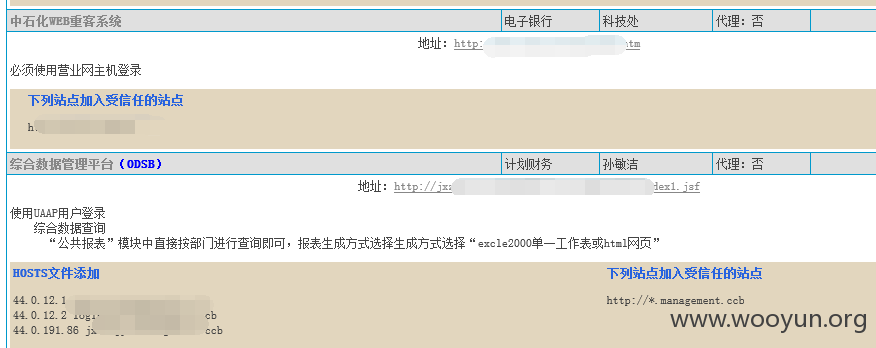 中石化WEB重客系统 电子银行 科技处 代理：否
地址：http: tm
必须使用营业网主机登录
下列站点加入受信任的站点
综合数据管理平台（ODSB） 计划财务 孙敏洁 代理：否
地址：http://jx dex1.jsf
使用UAAP用户登录
综合数据查询
“公共报表”模块中直接按部门进行查询即可，报表生成方式选择生成方式选择“excle2000单一工作表或html网页”
HOSTS文件添加 下列站点加入受信任的站点
44.0.12.1 http://*.management.ccb
44.0.12.2 login cb
44.0.191.86 jx ccb
www.wooyun.org